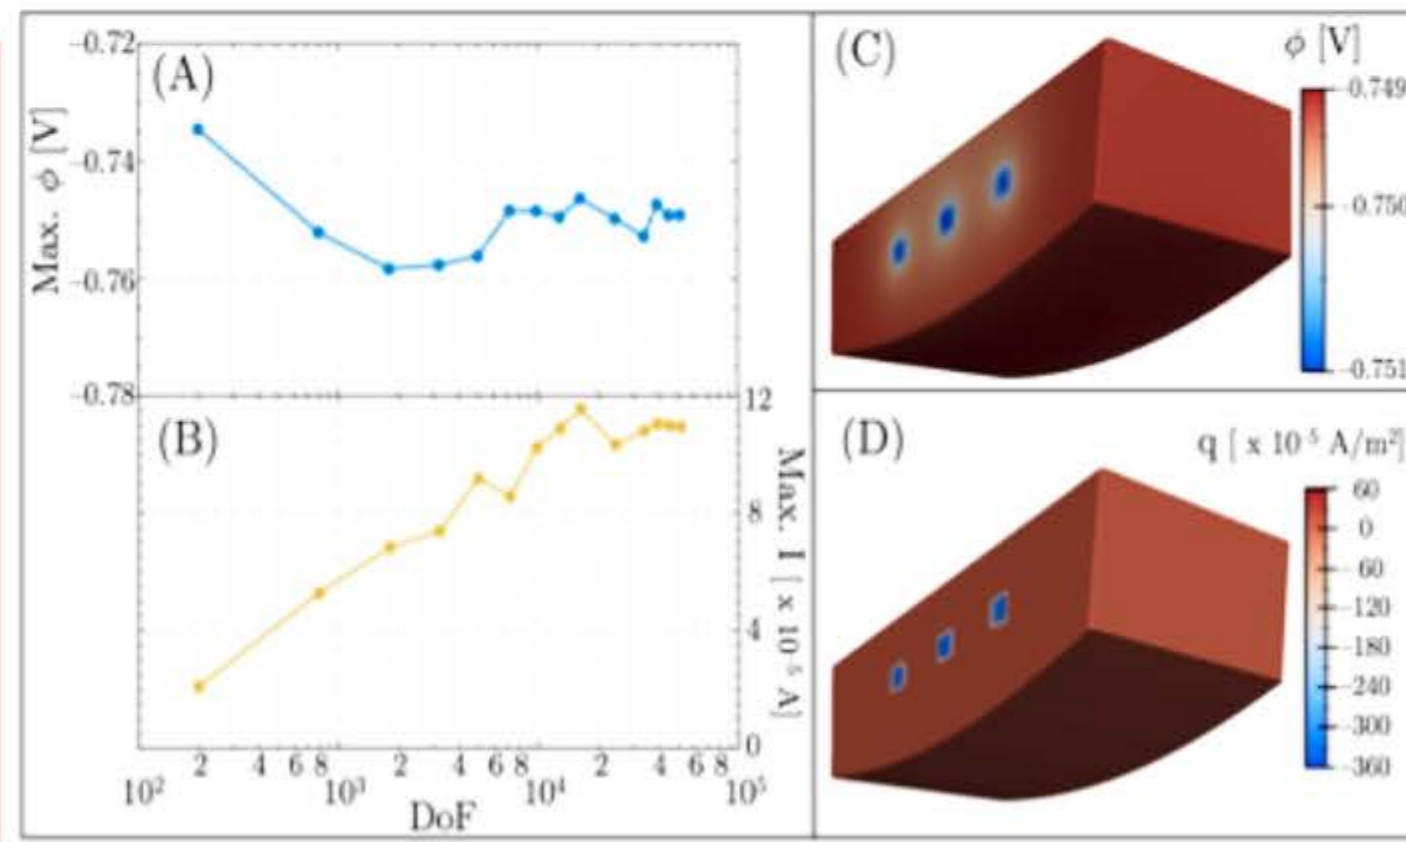 (A)
Max. ϕ [V]
-0.72
-0.74
-0.76
-0.78
(B)
Max. I [ x 10⁻⁵ A]
12
8
4
0
2 4 6 8 2 4 6 8 2 4 6 8
10² 10³ 10⁴ 10⁵
DoF
(C)
ϕ [V]
-0.749
-0.750
-0.751
(D)
q [ x 10⁻⁵ A/m²]
60
0
-60
-120
-180
-240
-300
-360